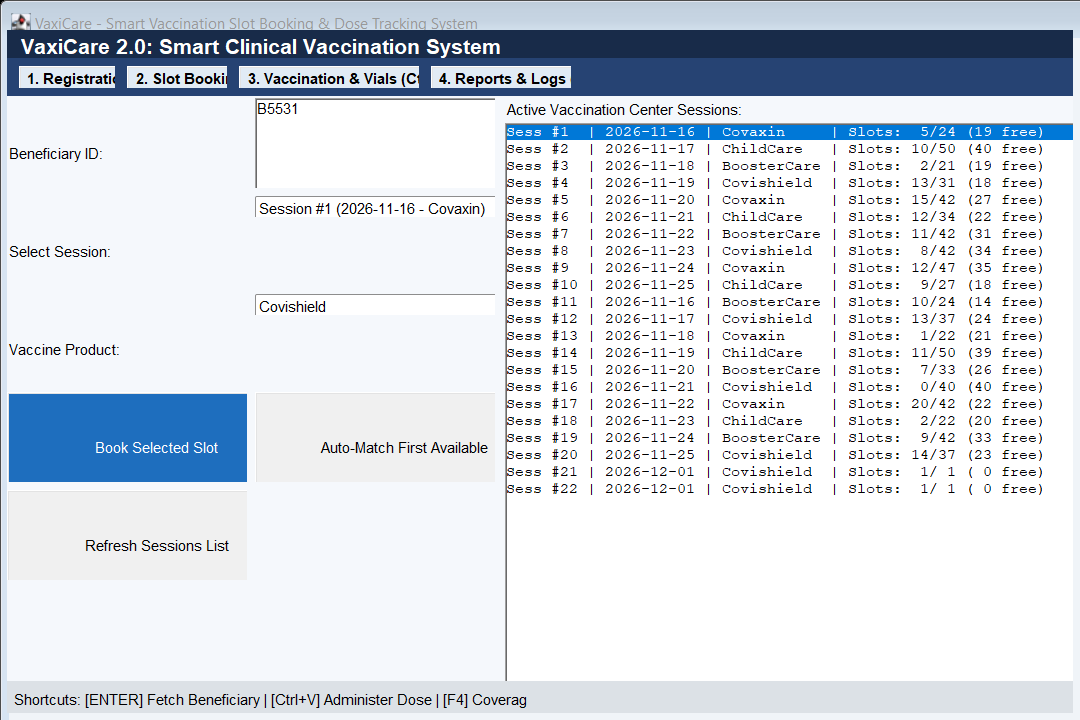 VaxiCare - Smart Vaccination Slot Booking & Dose Tracking System
VaxiCare 2.0: Smart Clinical Vaccination System
1. Registratio 2. Slot Bookin 3. Vaccination & Vials (Ct 4. Reports & Logs
Beneficiary ID:
B5531
Select Session:
Session #1 (2026-11-16 - Covaxin)
Vaccine Product:
Covishield
Book Selected Slot
Auto-Match First Available
Refresh Sessions List
Active Vaccination Center Sessions:
Sess #1 | 2026-11-16 | Covaxin | Slots: 5/24 (19 free)
Sess #2 | 2026-11-17 | ChildCare | Slots: 10/50 (40 free)
Sess #3 | 2026-11-18 | BoosterCare | Slots: 2/21 (19 free)
Sess #4 | 2026-11-19 | Covishield | Slots: 13/31 (18 free)
Sess #5 | 2026-11-20 | Covaxin | Slots: 15/42 (27 free)
Sess #6 | 2026-11-21 | ChildCare | Slots: 12/34 (22 free)
Sess #7 | 2026-11-22 | BoosterCare | Slots: 11/42 (31 free)
Sess #8 | 2026-11-23 | Covishield | Slots: 8/42 (34 free)
Sess #9 | 2026-11-24 | Covaxin | Slots: 12/47 (35 free)
Sess #10 | 2026-11-25 | ChildCare | Slots: 9/27 (18 free)
Sess #11 | 2026-11-16 | BoosterCare | Slots: 10/24 (14 free)
Sess #12 | 2026-11-17 | Covishield | Slots: 13/37 (24 free)
Sess #13 | 2026-11-18 | Covaxin | Slots: 1/22 (21 free)
Sess #14 | 2026-11-19 | ChildCare | Slots: 11/50 (39 free)
Sess #15 | 2026-11-20 | BoosterCare | Slots: 7/33 (26 free)
Sess #16 | 2026-11-21 | Covishield | Slots: 0/40 (40 free)
Sess #17 | 2026-11-22 | Covaxin | Slots: 20/42 (22 free)
Sess #18 | 2026-11-23 | ChildCare | Slots: 2/22 (20 free)
Sess #19 | 2026-11-24 | BoosterCare | Slots: 9/42 (33 free)
Sess #20 | 2026-11-25 | Covishield | Slots: 14/37 (23 free)
Sess #21 | 2026-12-01 | Covishield | Slots: 1/ 1 ( 0 free)
Sess #22 | 2026-12-01 | Covishield | Slots: 1/ 1 ( 0 free)
Shortcuts: [ENTER] Fetch Beneficiary | [Ctrl+V] Administer Dose | [F4] Coverag